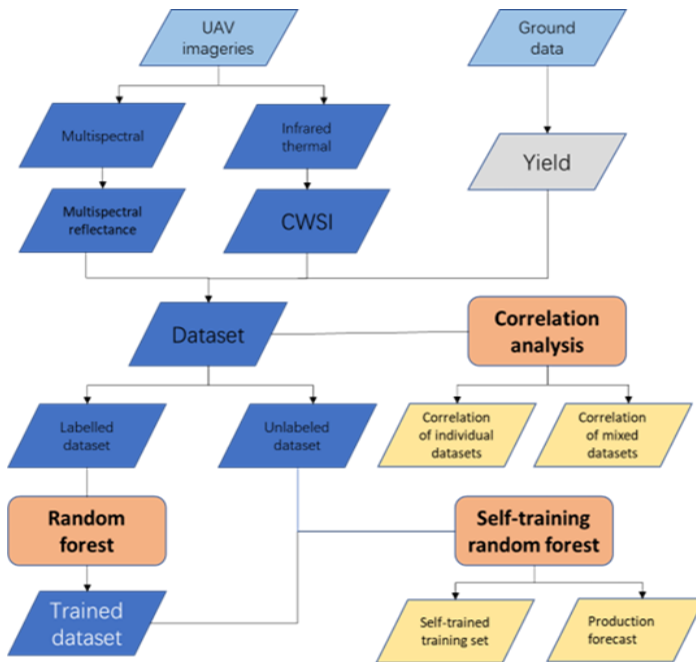 UAV
imageries
Ground
data
Multispectral
Infrared
thermal
Yield
Multispectral
reflectance
CWSI
Dataset
Correlation
analysis
Labelled
dataset
Unlabeled
dataset
Correlation
of individual
datasets
Correlation
of mixed
datasets
Random
forest
Self-training
random forest
Trained
dataset
Self-trained
training set
Production
forecast